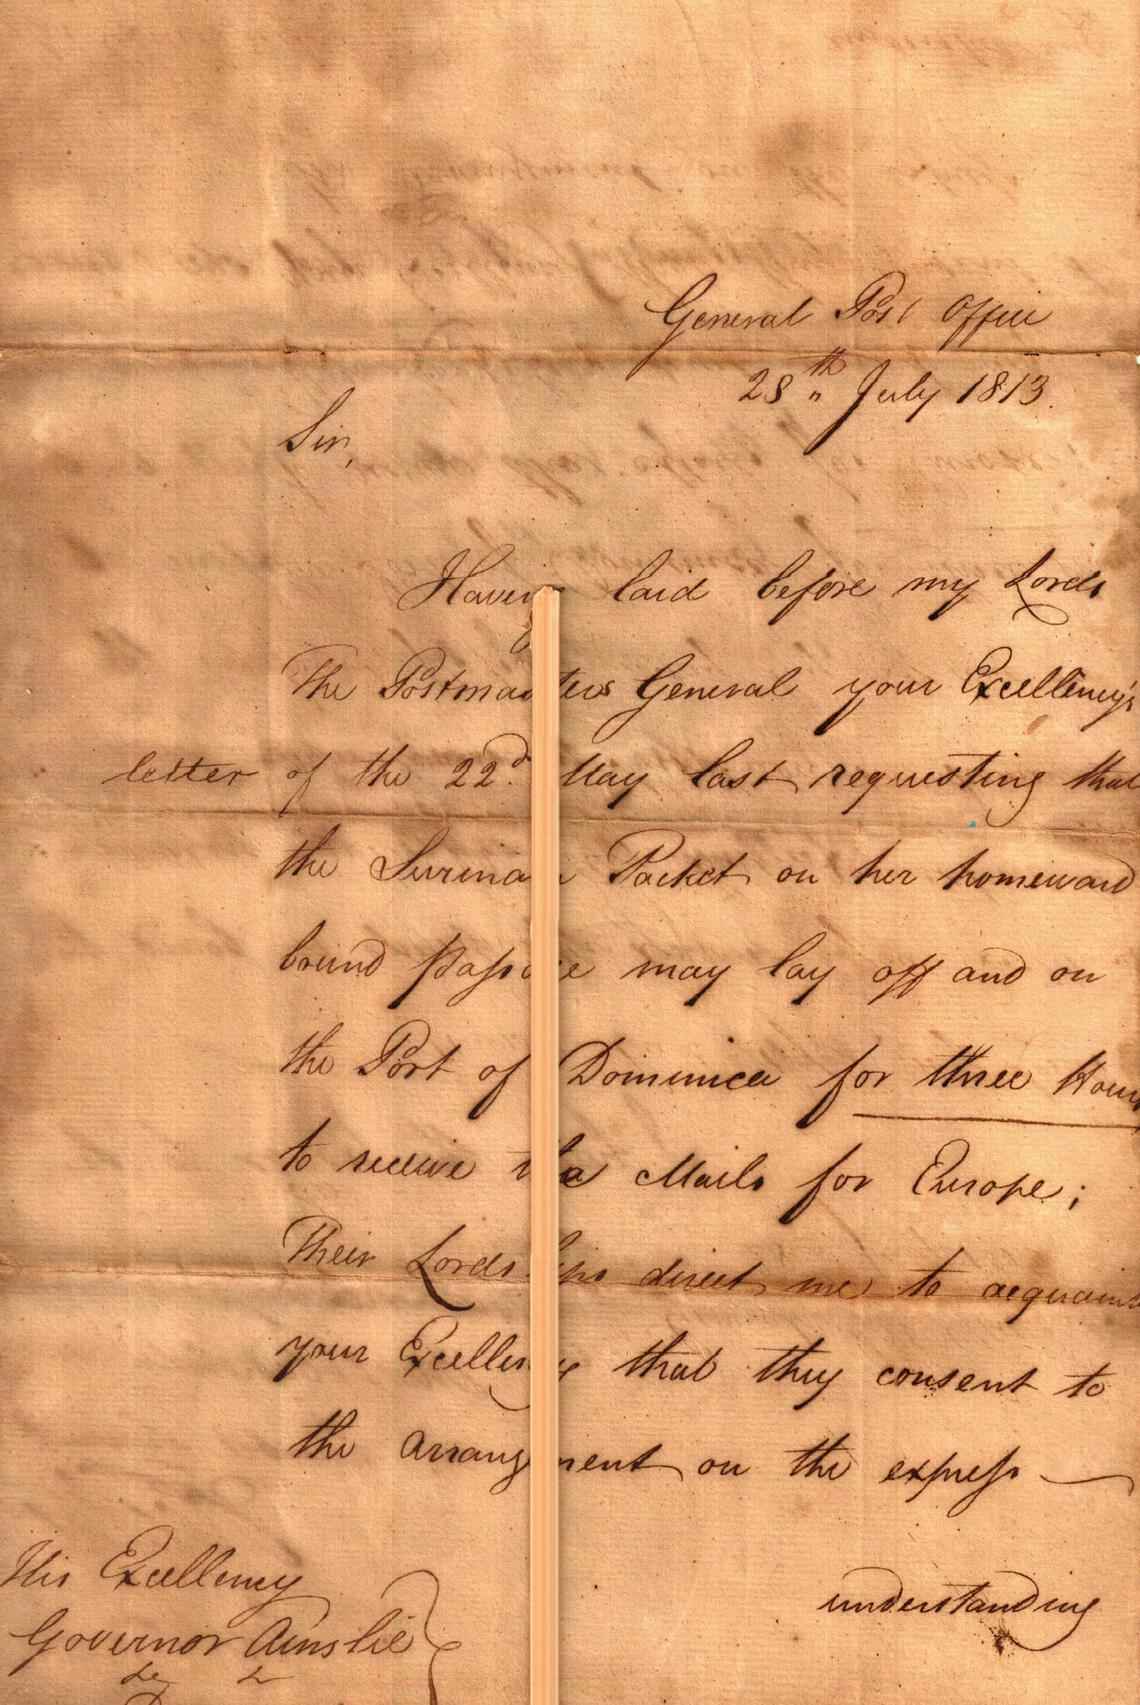 General Post Office
28th July 1813.
Sir,
Having laid before my Lords
The Postmasters General your Excellency's
letter of the 22d. May last requesting that
the Surinam Packet on her homeward
bound passage may lay off and on
the Port of Dominica for three Hours
to receive the Mails for Europe;
Their Lordships direct me to acquaint
your Excellency that they consent to
the arrangement on the express
understanding
His Excellency
Governor Ainslie